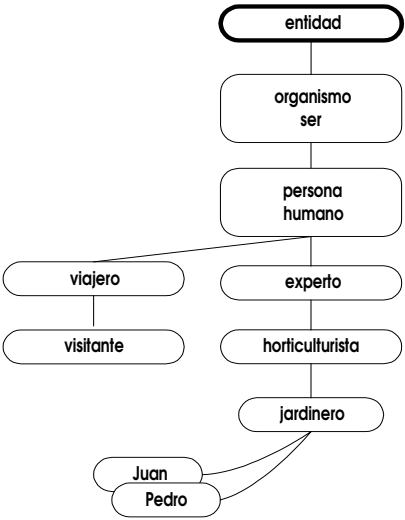 entidad
organismo
ser
persona
humano
viajero
experto
visitante
horticulturista
jardinero
Juan
Pedro